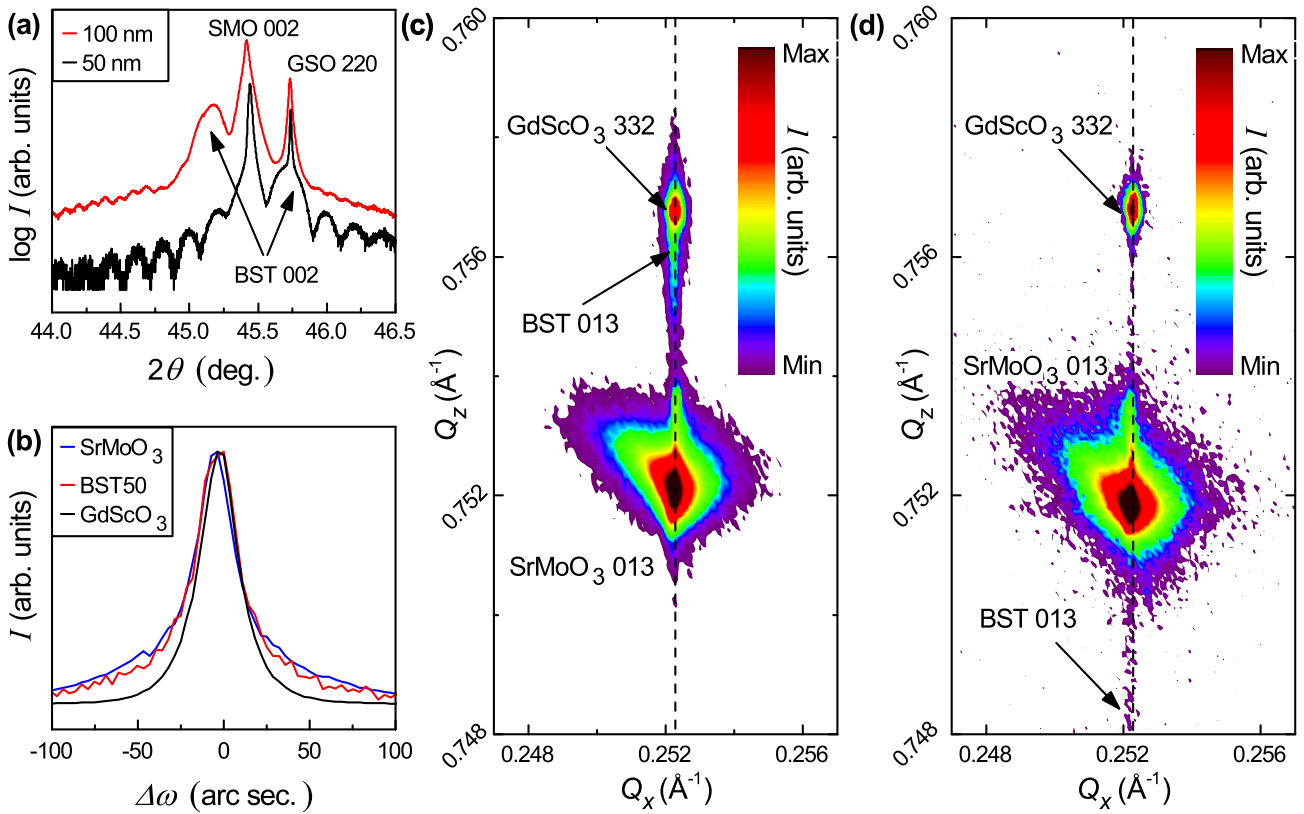 (a)
100 nm
50 nm
SMO 002
GSO 220
BST 002
log I (arb. units)
44.0 44.5 45.0 45.5 46.0 46.5
2θ (deg.)
(b)
SrMoO3
BST50
GdScO3
I (arb. units)
-100 -50 0 50 100
Δω (arc sec.)
(c)
0.760
0.756
0.752
0.748
Qz (Å-1)
GdScO3 332
BST 013
SrMoO3 013
Max
I (arb. units)
Min
0.248 0.252 0.256
Qx (Å-1)
(d)
0.760
0.756
0.752
0.748
Qz (Å-1)
GdScO3 332
SrMoO3 013
BST 013
Max
I (arb. units)
Min
0.248 0.252 0.256
Qx (Å-1)